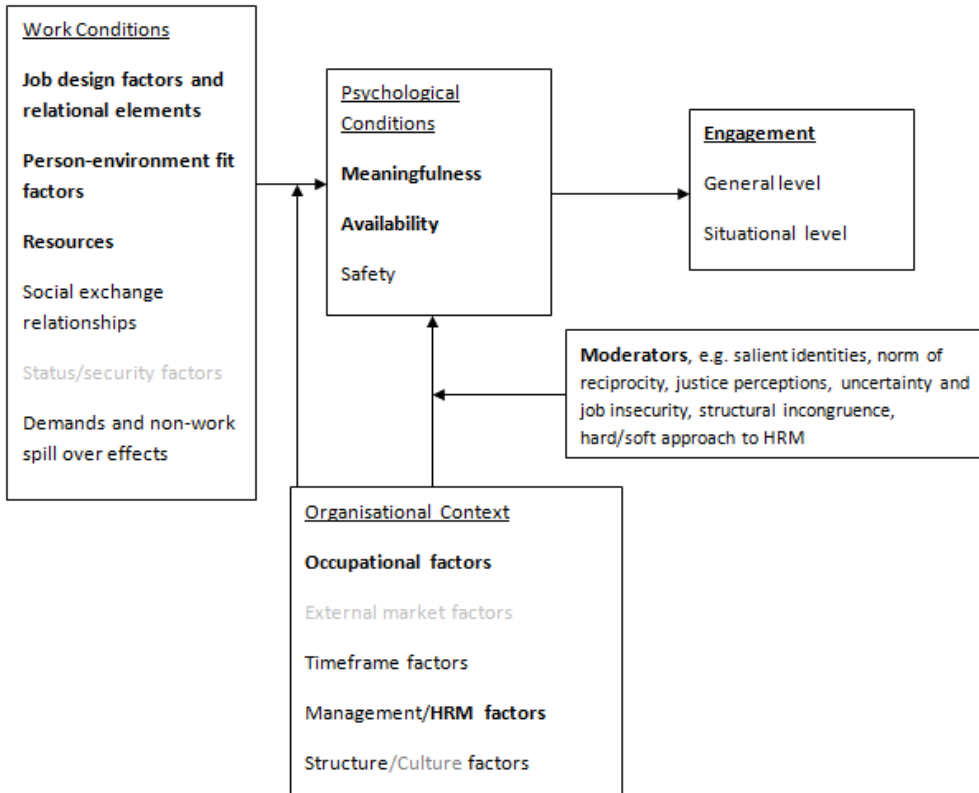 Work Conditions
Job design factors and
relational elements
Person-environment fit
factors
Resources
Social exchange
relationships
Status/security factors
Demands and non-work
spill over effects
Psychological
Conditions
Meaningfulness
Availability
Safety
Engagement
General level
Situational level
Moderators, e.g. salient identities, norm of
reciprocity, justice perceptions, uncertainty and
job insecurity, structural incongruence,
hard/soft approach to HRM
Organisational Context
Occupational factors
External market factors
Timeframe factors
Management/HRM factors
Structure/Culture factors